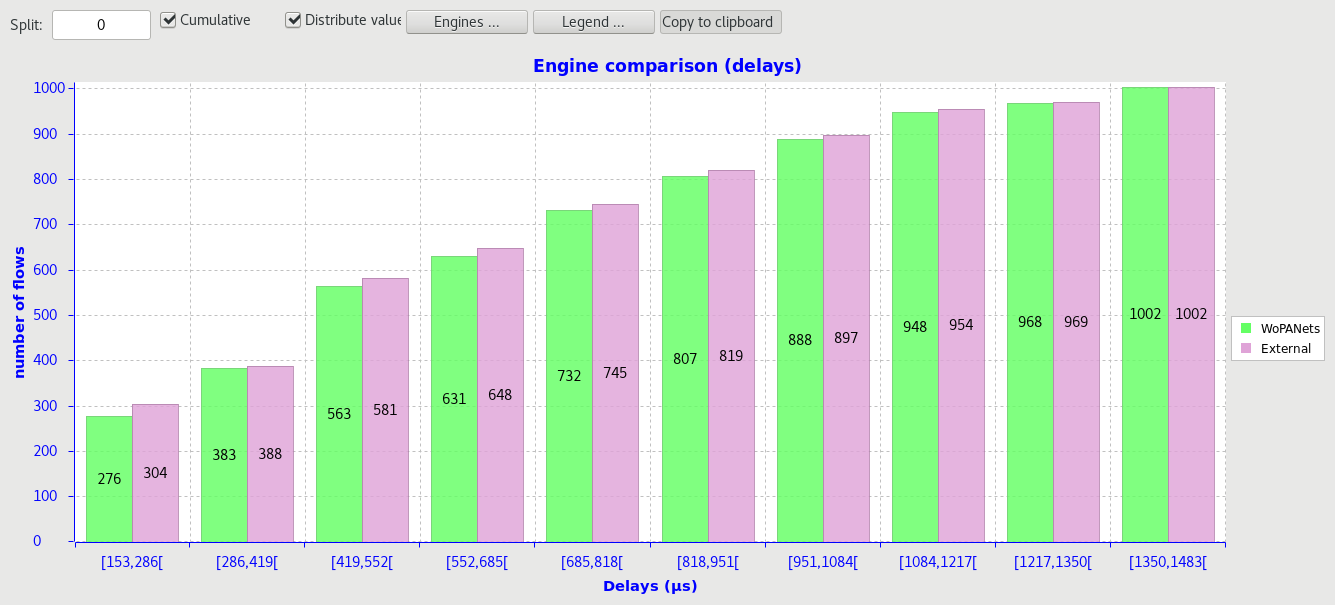 Split: 0 Cumulative Distribute value Engines ... Legend ... Copy to clipboard
Engine comparison (delays)
number of flows
1000
900
800
700
600
500
400
300
200
100
0
276 304 383 388 563 581 631 648 732 745 807 819 888 897 948 954 968 969 1002 1002
WoPANets
External
[153,286[ [286,419[ [419,552[ [552,685[ [685,818[ [818,951[ [951,1084[ [1084,1217[ [1217,1350[ [1350,1483[
Delays (µs)